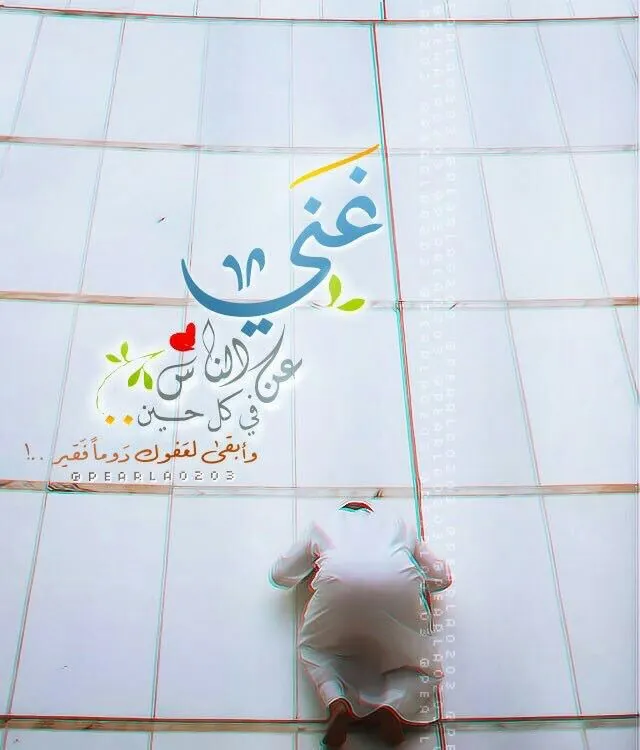 غني
عن الناس
في كل حين..
وأبقى لعفوك دوماً فقير ..!
@PEARLA0203